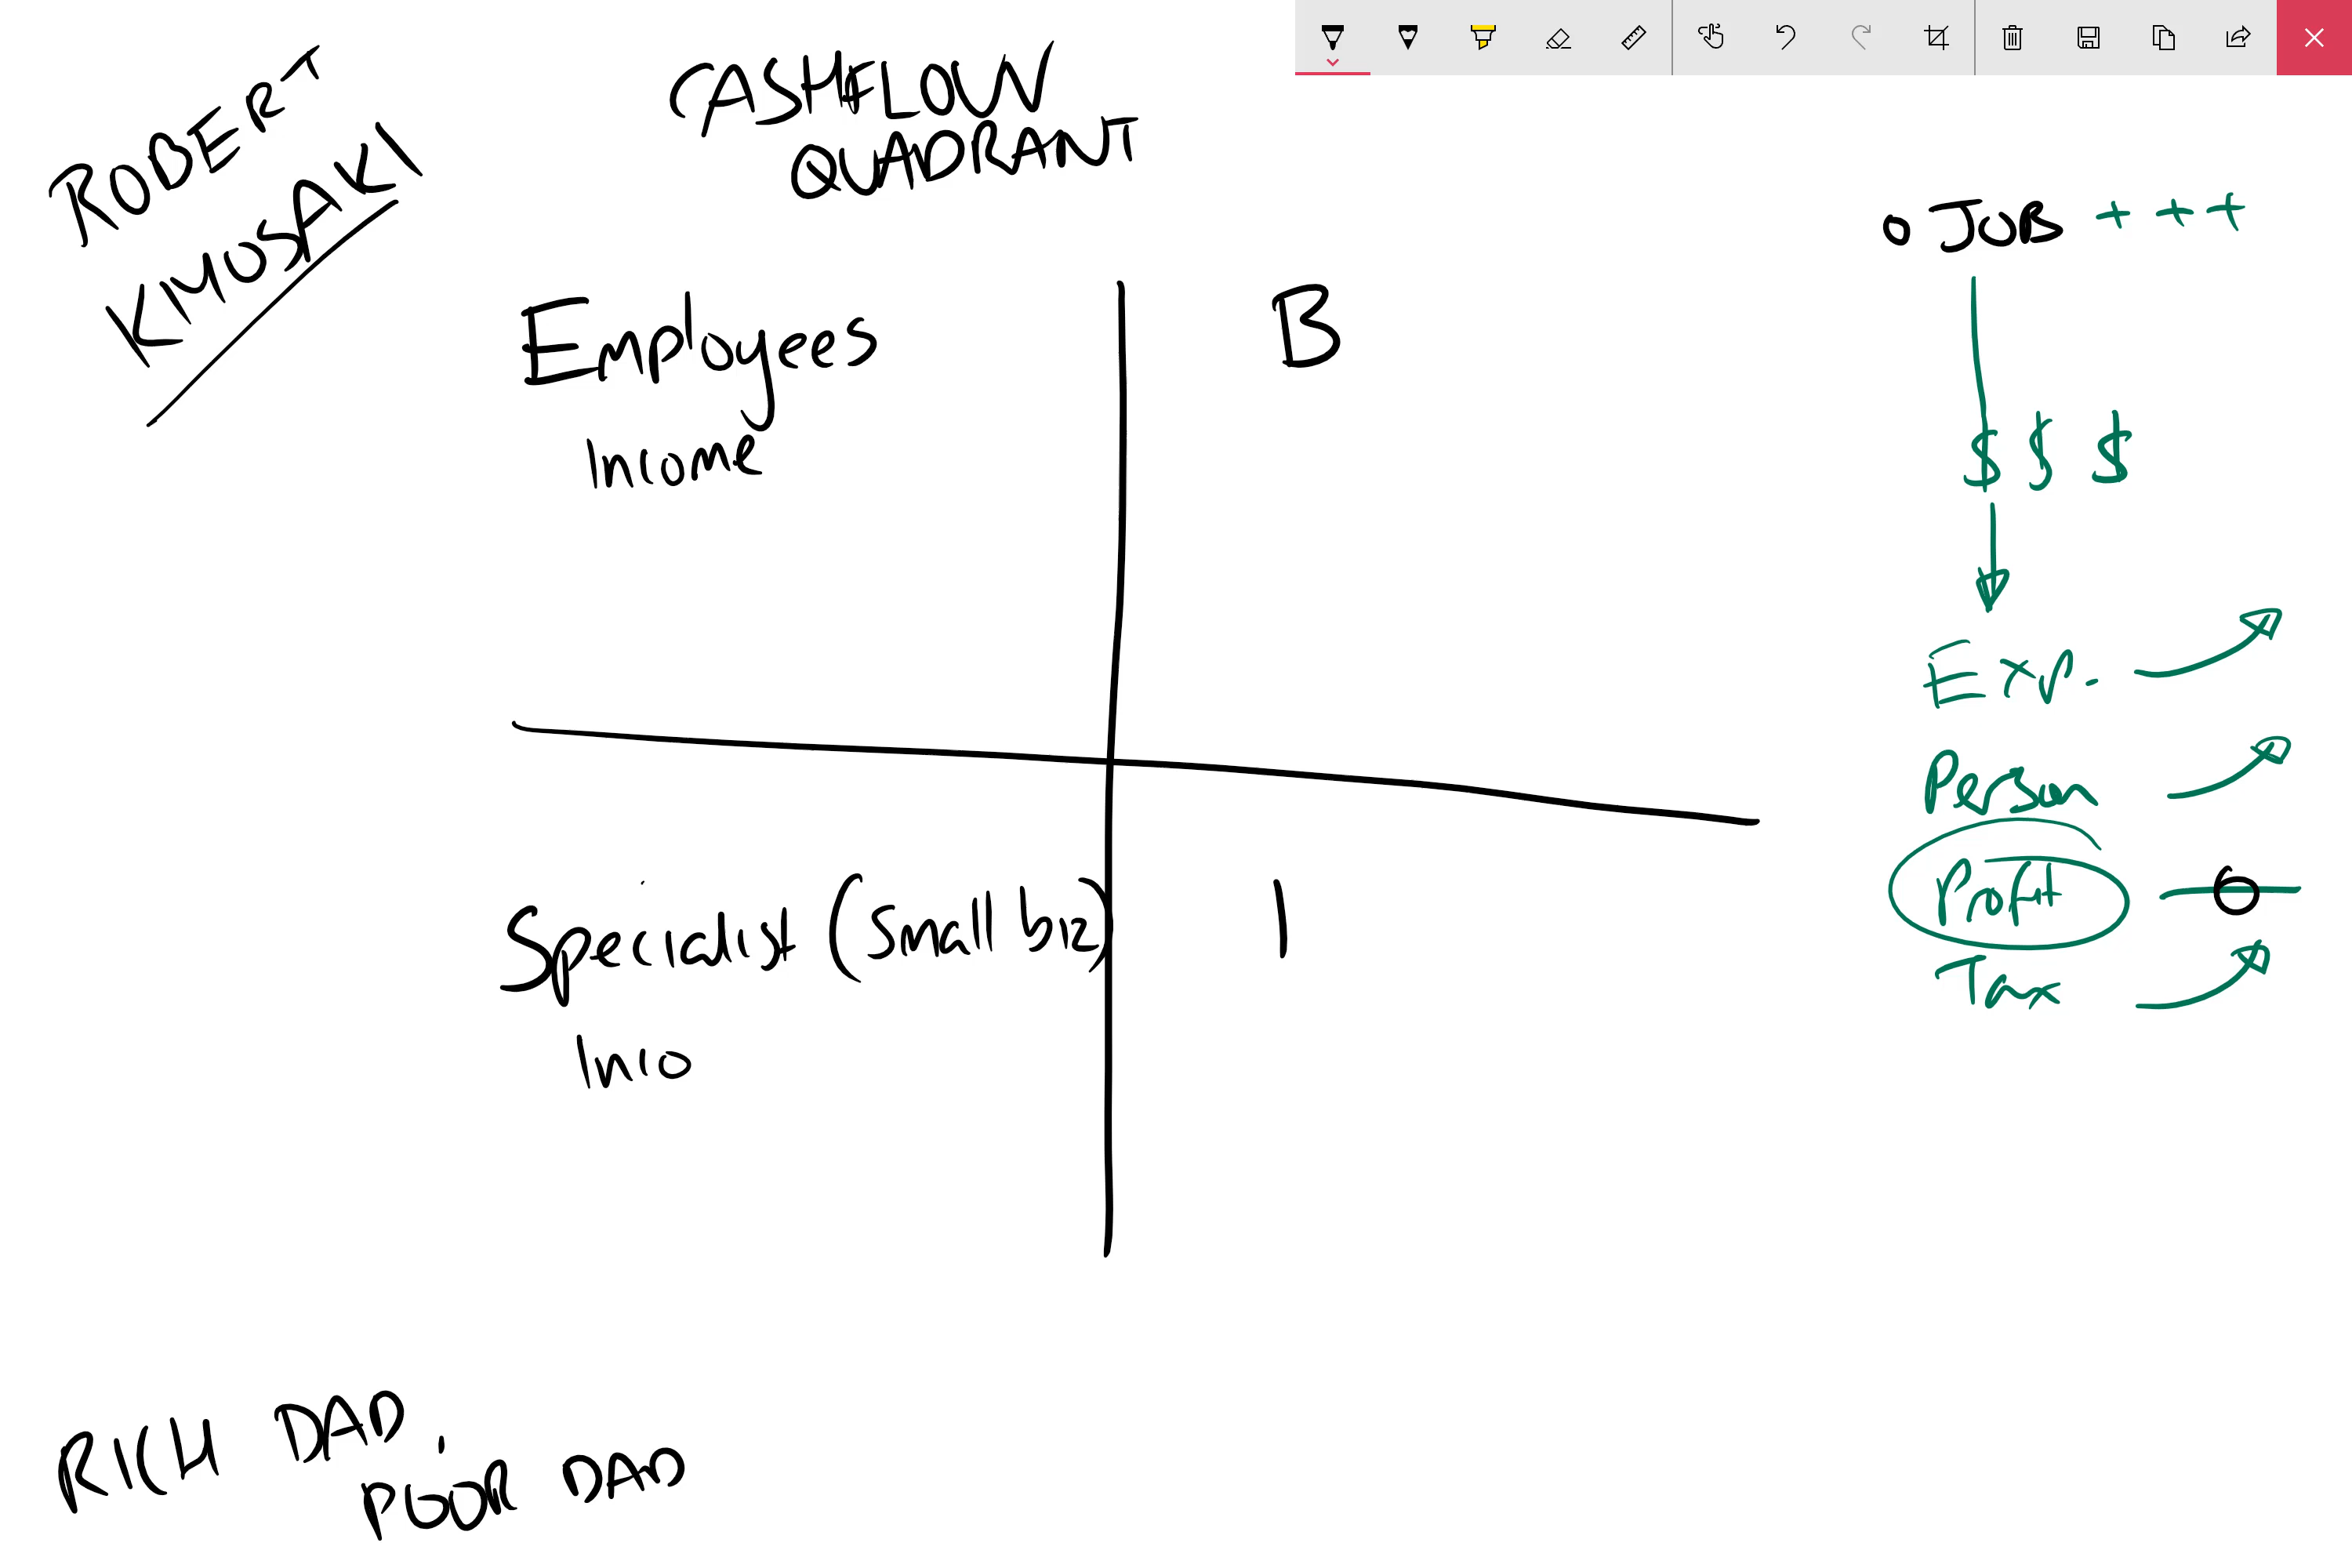 ROBERT
KIYOSAKI
CASHFLOW
QUADRANT
Employees
Income
B
Specialist (Small biz)
Inco
I
RICH DAD,
POOR DAD
o JOB + + +
$ $ $
Exp.
Person
Profit
Tax